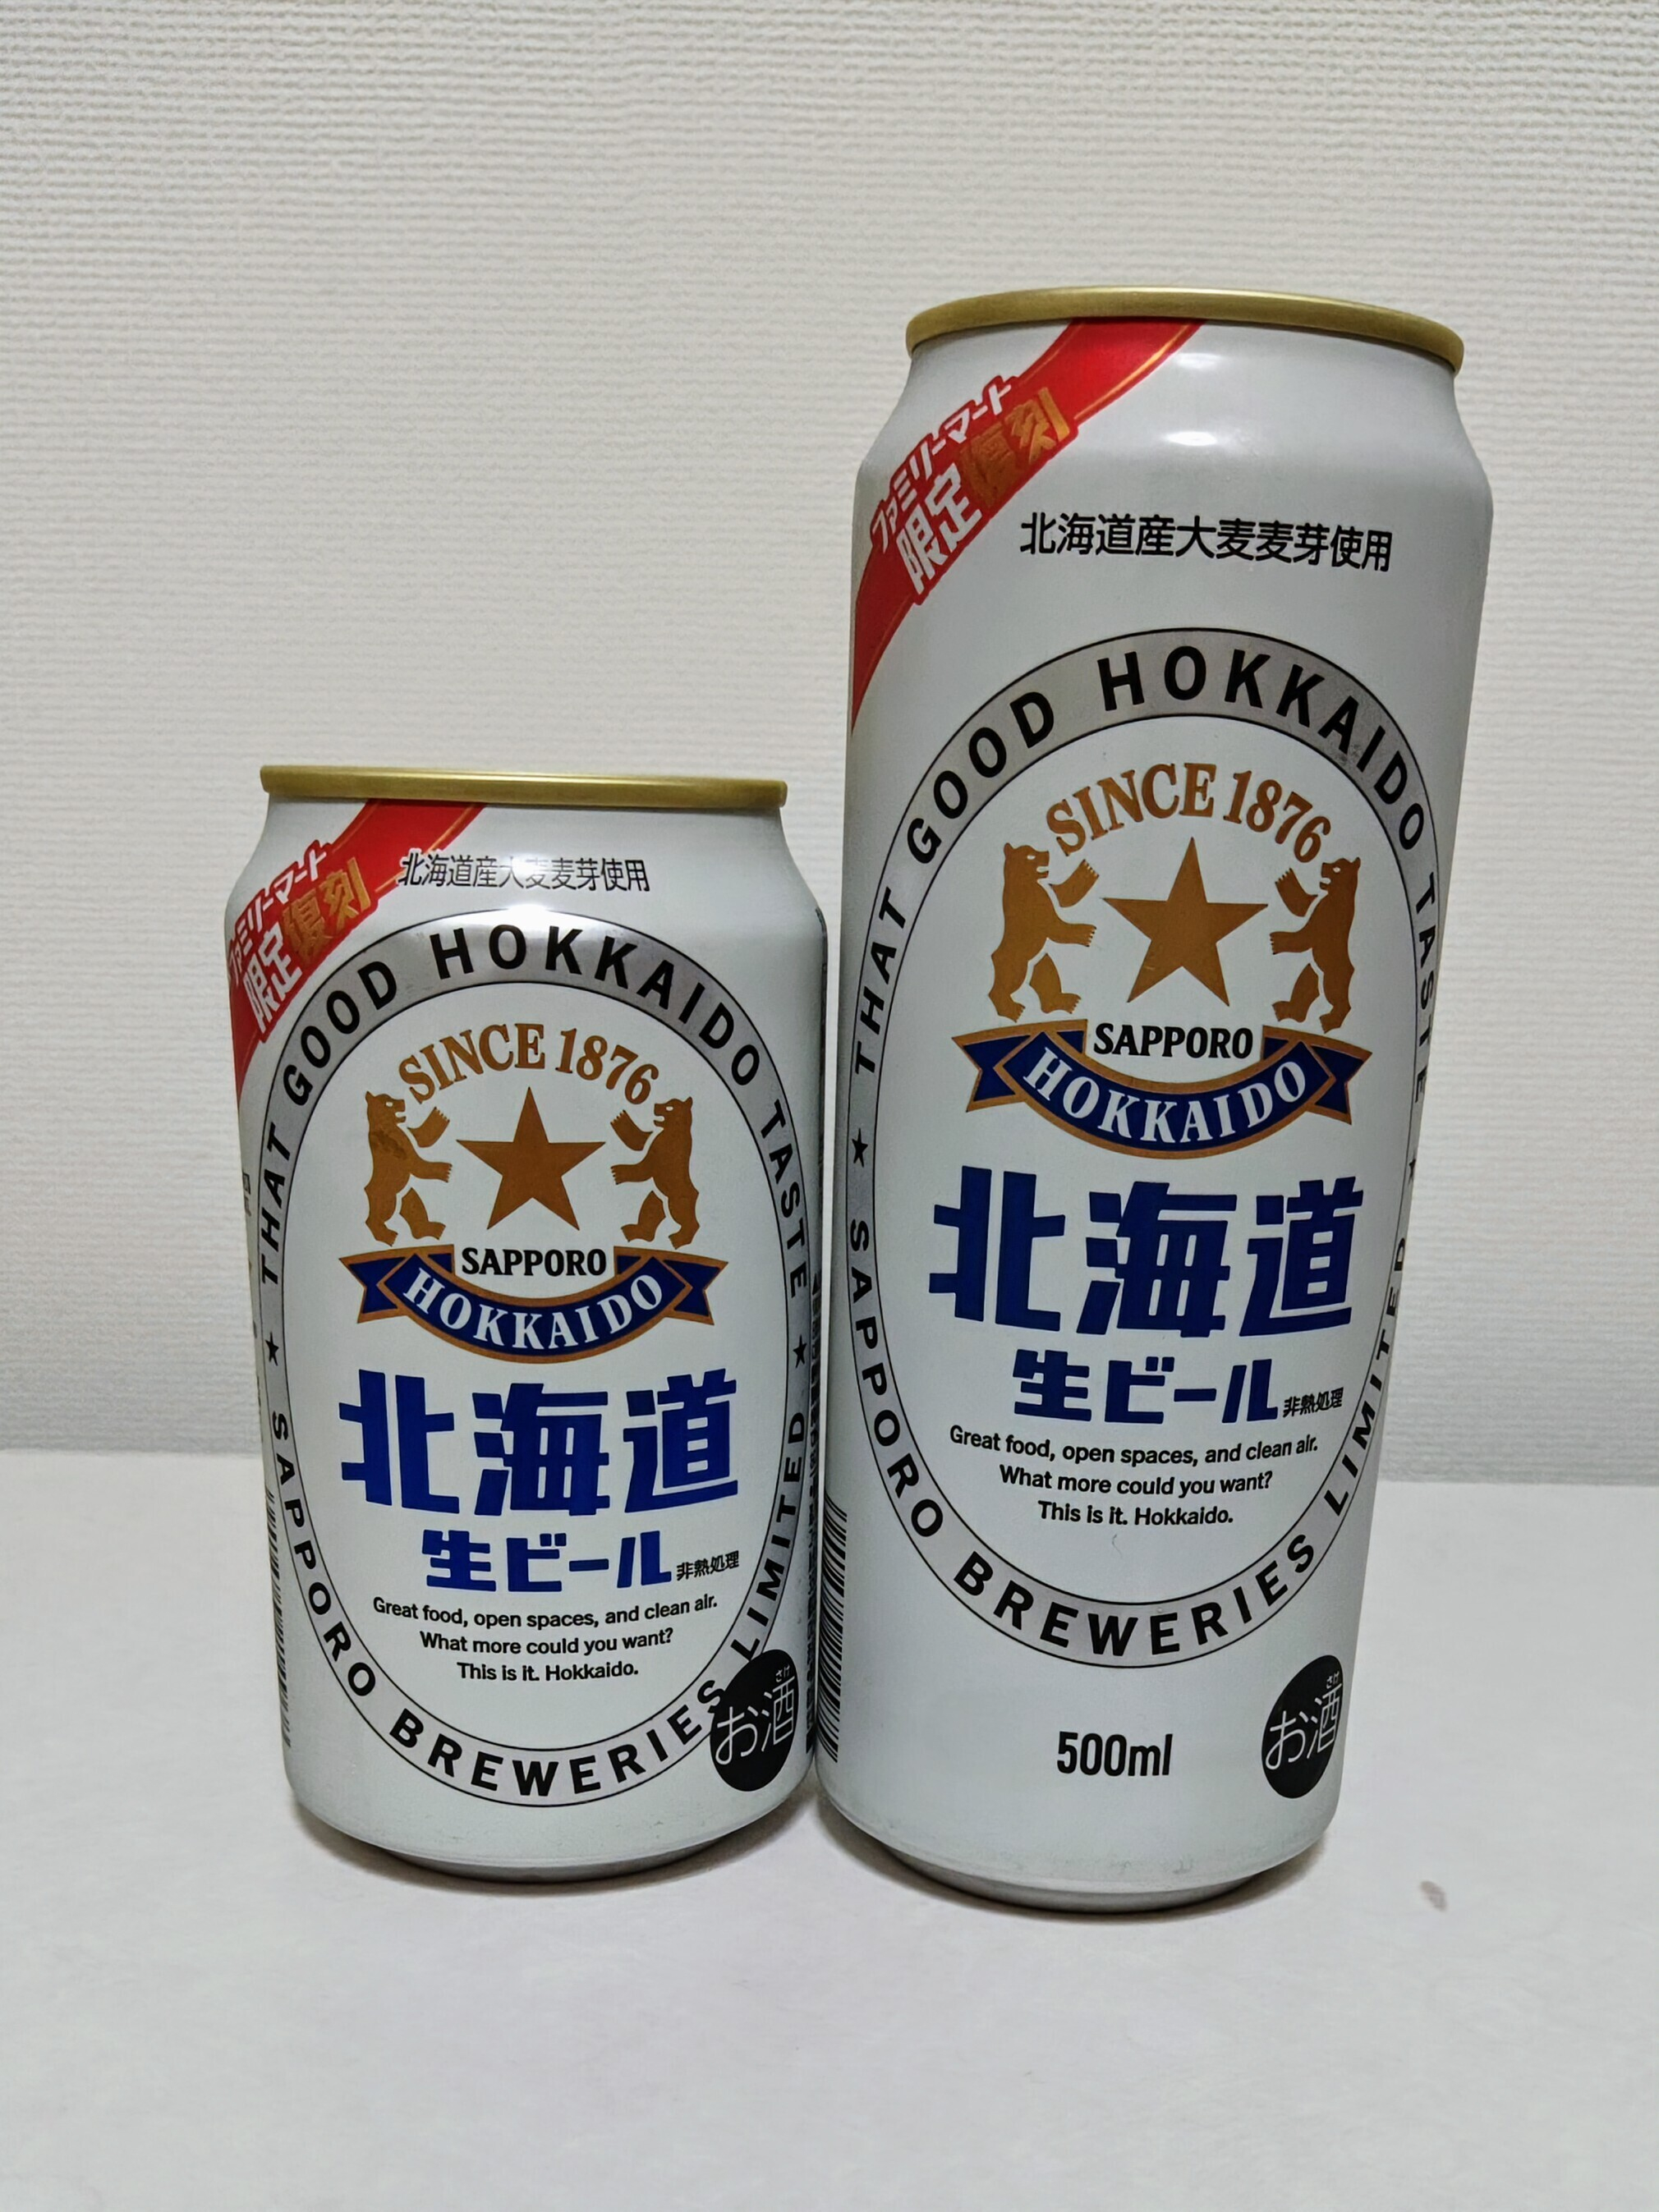 ファミリーマート
限定復刻
北海道産大麦麦芽使用
THAT GOOD HOKKAIDO TASTE
SINCE 1876
SAPPORO
HOKKAIDO
北海道
生ビール 非熱処理
Great food, open spaces, and clean air.
What more could you want?
This is it. Hokkaido.
★ SAPPORO BREWERIES LIMITED ★
さけ
お酒
ファミリーマート
限定復刻
北海道産大麦麦芽使用
THAT GOOD HOKKAIDO TASTE
SINCE 1876
SAPPORO
HOKKAIDO
北海道
生ビール 非熱処理
Great food, open spaces, and clean air.
What more could you want?
This is it. Hokkaido.
★ SAPPORO BREWERIES LIMITED ★
500ml
さけ
お酒